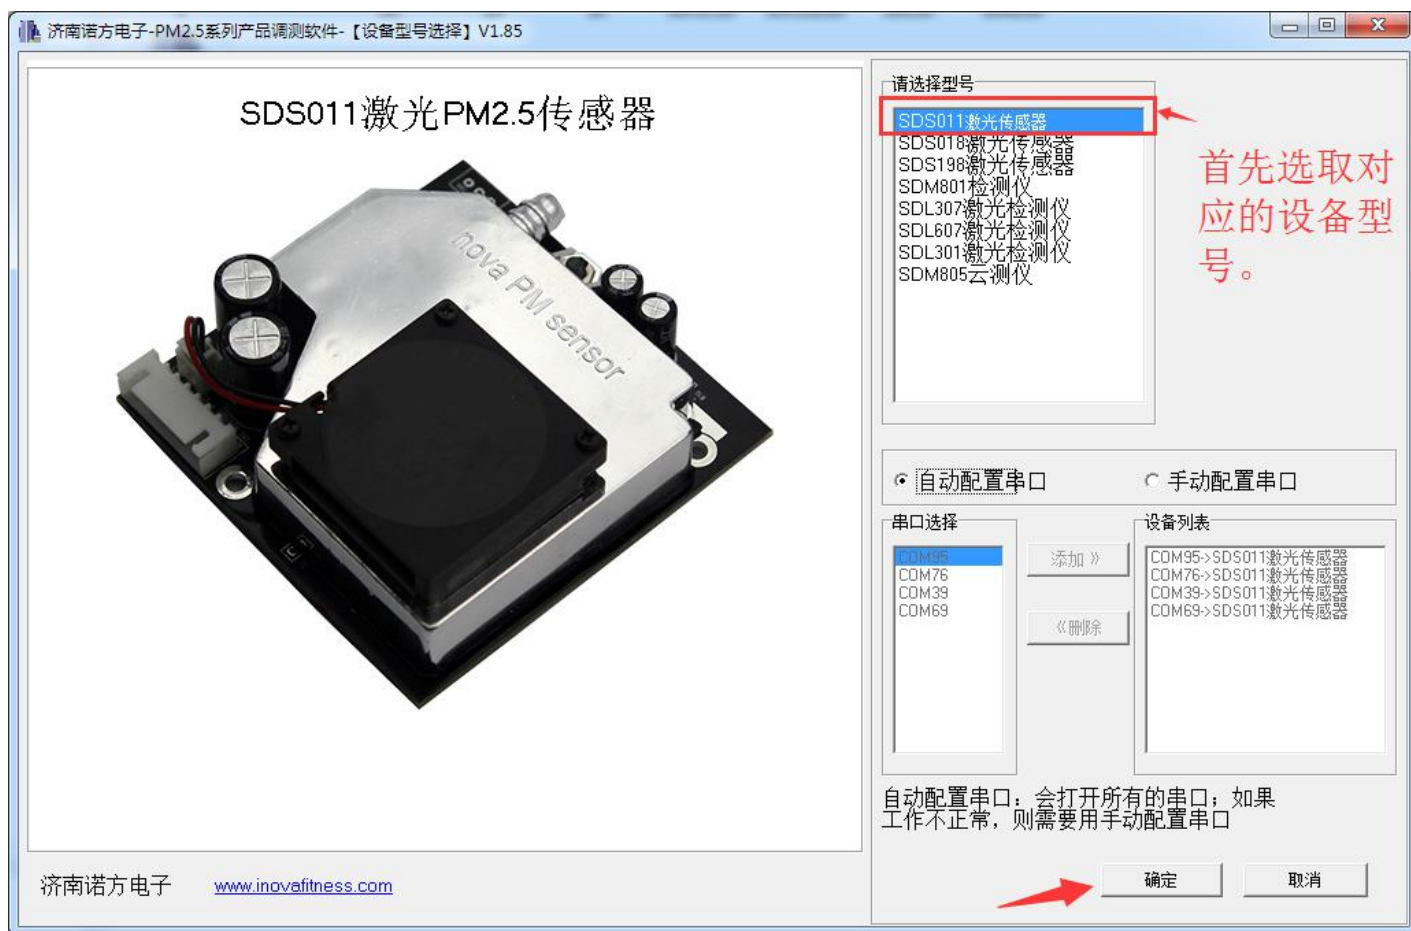 济南诺方电子-PM2.5系列产品调测软件-【设备型号选择】V1.85
SDS011激光PM2.5传感器
nova PM sensor
济南诺方电子
www.inovafitness.com
请选择型号
SDS011激光传感器
SDS018激光传感器
SDS198激光传感器
SDM801检测仪
SDL307激光检测仪
SDL607激光检测仪
SDL301激光检测仪
SDM805云测仪
首先选取对
应的设备型
号。
自动配置串口
手动配置串口
串口选择
COM95
COM76
COM39
COM69
添加 》
《 删除
设备列表
COM95->SDS011激光传感器
COM76->SDS011激光传感器
COM39->SDS011激光传感器
COM69->SDS011激光传感器
自动配置串口：会打开所有的串口；如果
工作不正常，则需要用手动配置串口
确定
取消